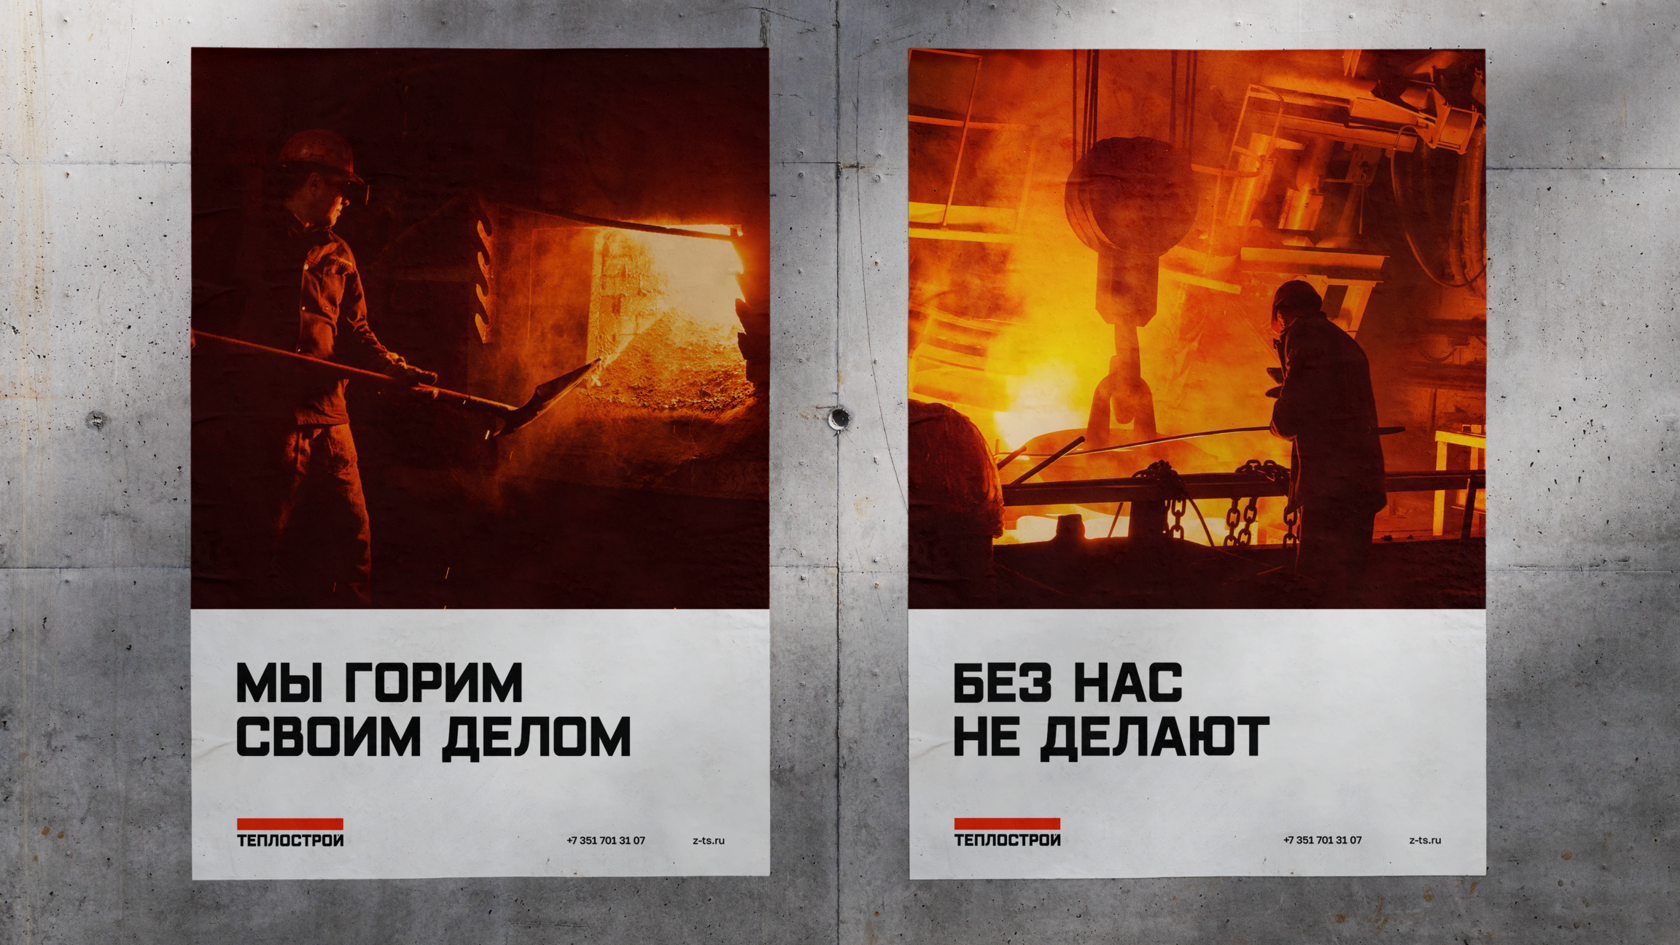 МЫ ГОРИМ
СВОИМ ДЕЛОМ
ТЕПЛОСТРОЙ
+7 351 701 31 07 z-ts.ru
БЕЗ НАС
НЕ ДЕЛАЮТ
ТЕПЛОСТРОЙ
+7 351 701 31 07 z-ts.ru